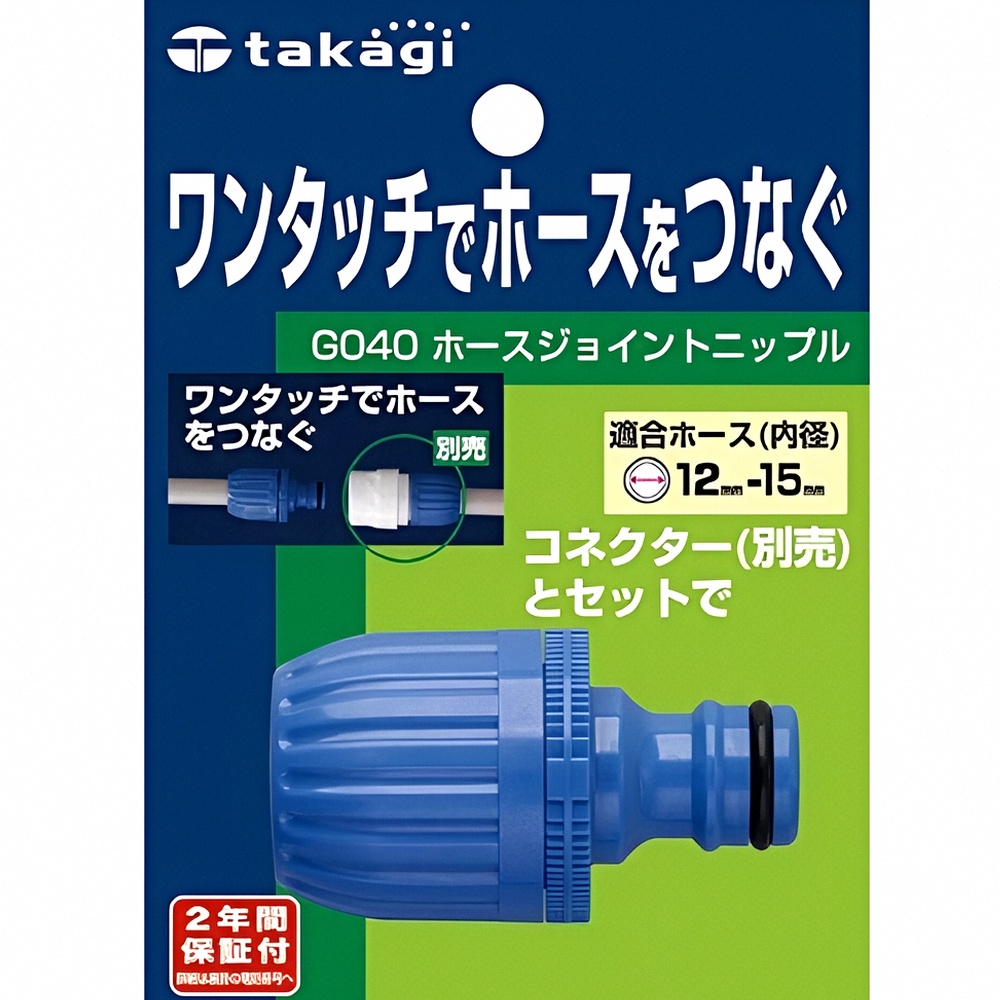 takagi
ワンタッチでホースをつなぐ
G040 ホースジョイントニップル
ワンタッチでホース
をつなぐ
別売
適合ホース(内径)
12mm-15mm
コネクター(別売)
とセットで
2年間
保証付